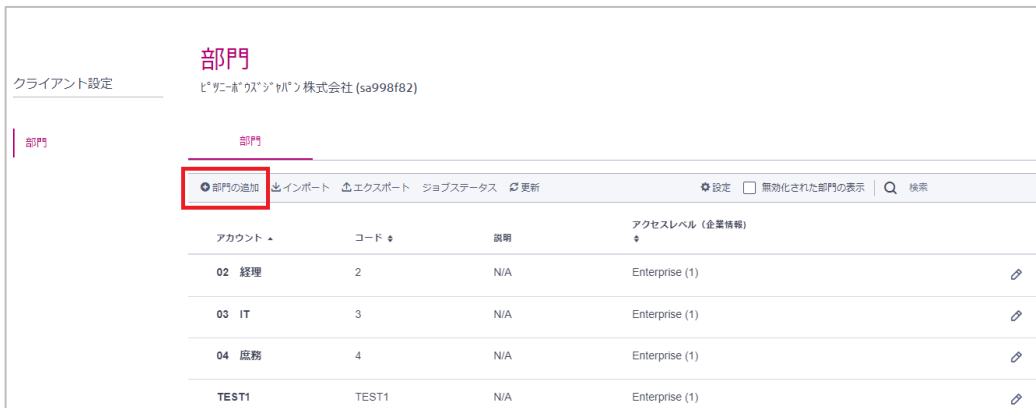 部門
ﾋﾟﾂﾆｰﾎﾞｳｽﾞｼﾞｬﾊﾟﾝ株式会社 (sa998f82)
クライアント設定
部門
部門
部門の追加 インポート エクスポート ジョブステータス 更新 設定 無効化された部門の表示 検索
アカウント コード 説明 アクセスレベル（企業情報)
02 経理 2 N/A Enterprise (1)
03 IT 3 N/A Enterprise (1)
04 庶務 4 N/A Enterprise (1)
TEST1 TEST1 N/A Enterprise (1)